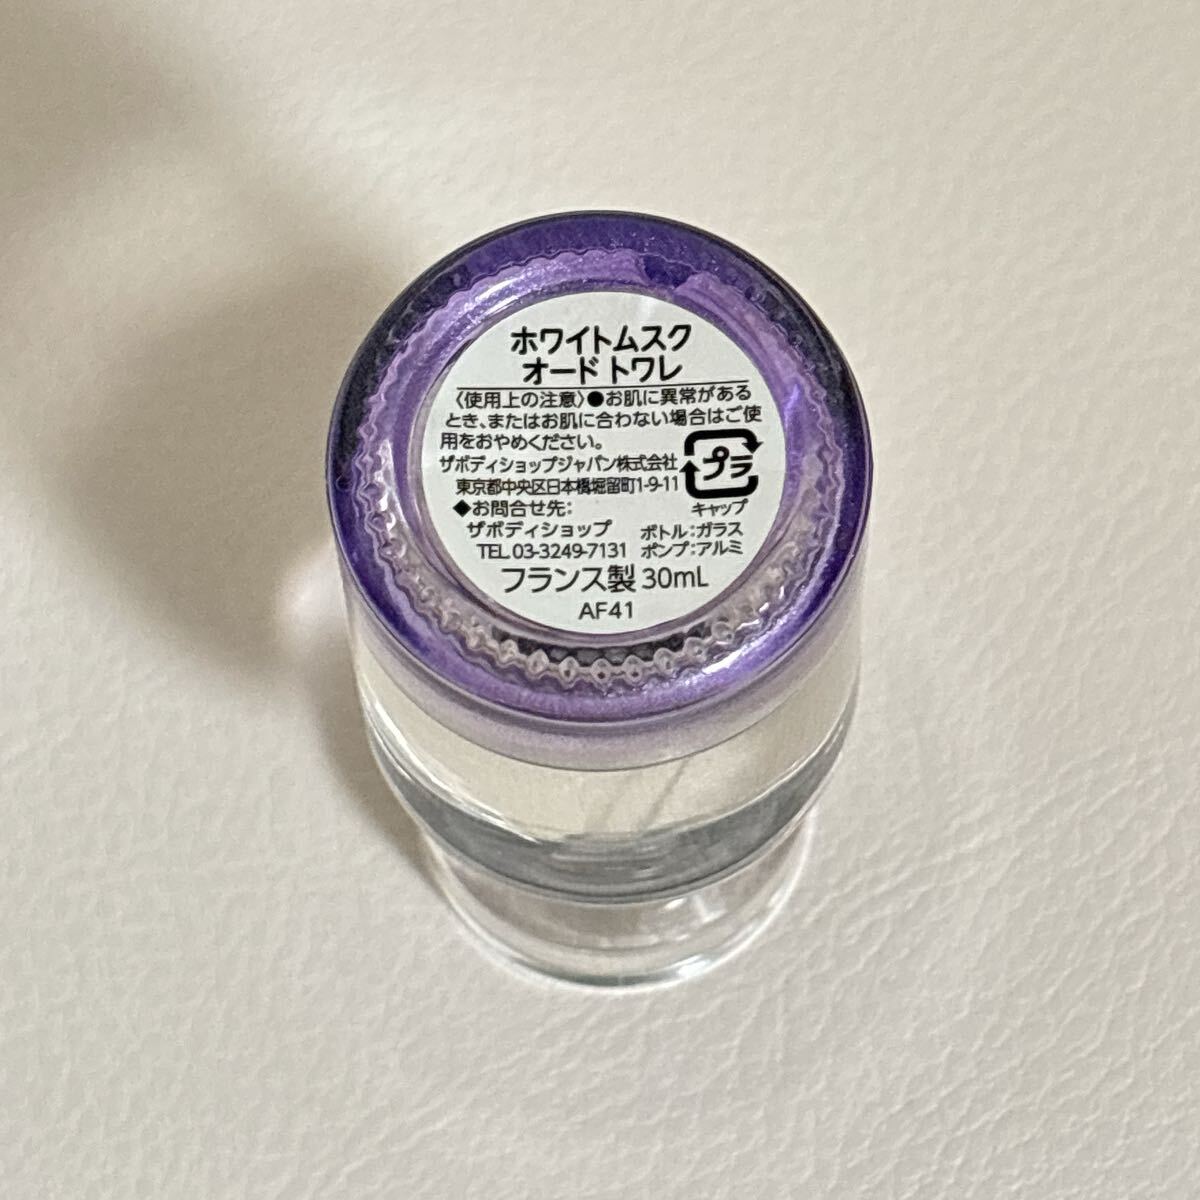 ホワイトムスク
オード トワレ
〈使用上の注意〉●お肌に異常がある
とき、またはお肌に合わない場合はご使
用をおやめください。
ザボディショップジャパン株式会社
東京都中央区日本橋堀留町1-9-11
プラ
キャップ
◆お問合せ先:
ザボディショップ
TEL 03-3249-7131
ボトル:ガラス
ポンプ:アルミ
フランス製 30mL
AF41